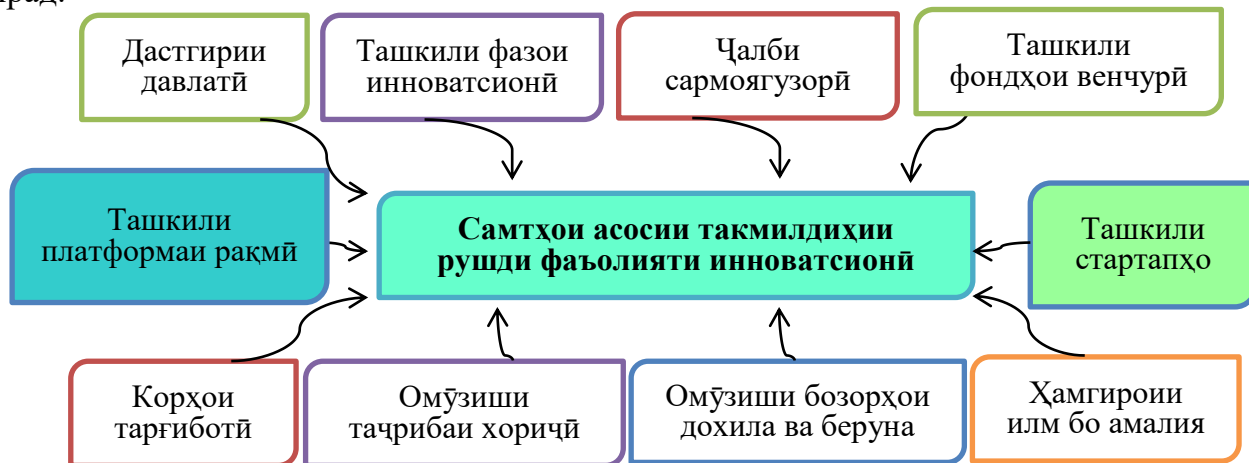 Дастгирии
давлатӣ
Ташкили фазои
инноватсионӣ
Ҷалби
сармоягузорӣ
Ташкили
фондҳои венчурӣ
Ташкили
платформаи рақмӣ
Самтҳои асосии такмилдиҳии
рушди фаъолияти инноватсионӣ
Ташкили
стартапҳо
Корҳои
тарғиботӣ
Омӯзиши
таҷрибаи хориҷӣ
Омӯзиши бозорҳои
дохила ва беруна
Ҳамгироии
илм бо амалия